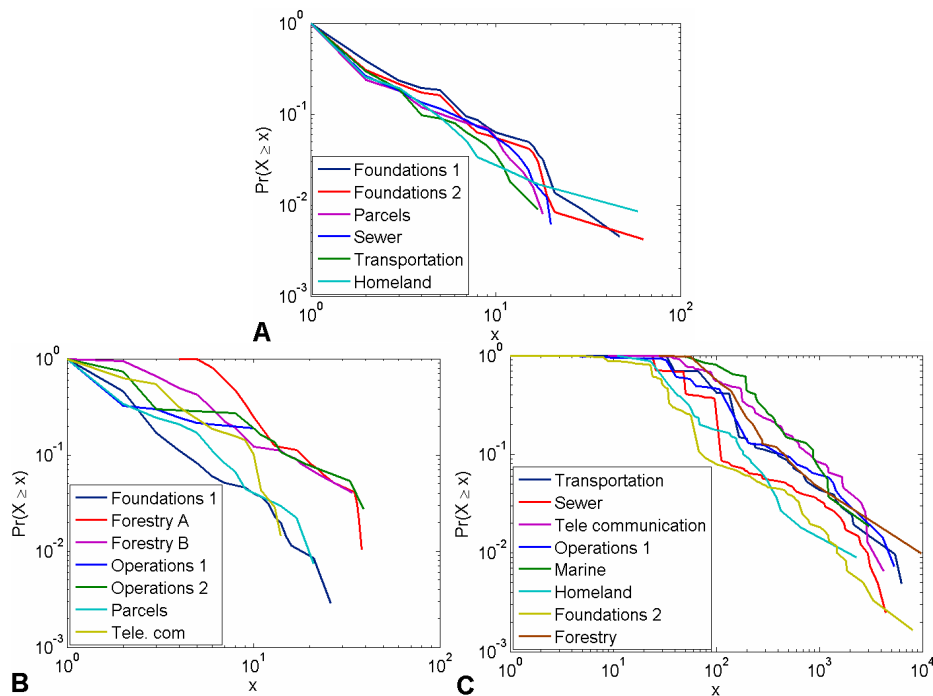 10^0
10^-1
10^-2
10^-3
Pr(X ≥ x)
Foundations 1
Foundations 2
Parcels
Sewer
Transportation
Homeland
10^0
10^1
10^2
x
A
10^0
10^-1
10^-2
10^-3
Pr(X ≥ x)
Foundations 1
Forestry A
Forestry B
Operations 1
Operations 2
Parcels
Tele. com
10^0
10^1
10^2
x
B
10^0
10^-1
10^-2
10^-3
Pr(X ≥ x)
Transportation
Sewer
Tele communication
Operations 1
Marine
Homeland
Foundations 2
Forestry
10^0
10^1
10^2
10^3
10^4
x
C